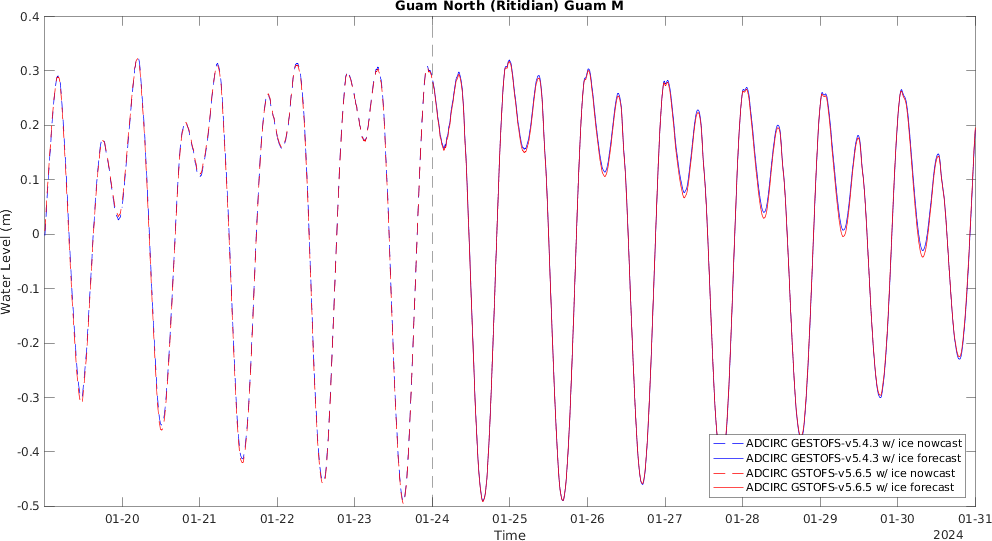 Guam North (Ritidian) Guam M
Water Level (m)
0.4
0.3
0.2
0.1
0
-0.1
-0.2
-0.3
-0.4
-0.5
ADCIRC GESTOFS-v5.4.3 w/ ice nowcast
ADCIRC GESTOFS-v5.4.3 w/ ice forecast
ADCIRC GSTOFS-v5.6.5 w/ ice nowcast
ADCIRC GSTOFS-v5.6.5 w/ ice forecast
01-20 01-21 01-22 01-23 01-24 01-25 01-26 01-27 01-28 01-29 01-30 01-31
Time
2024